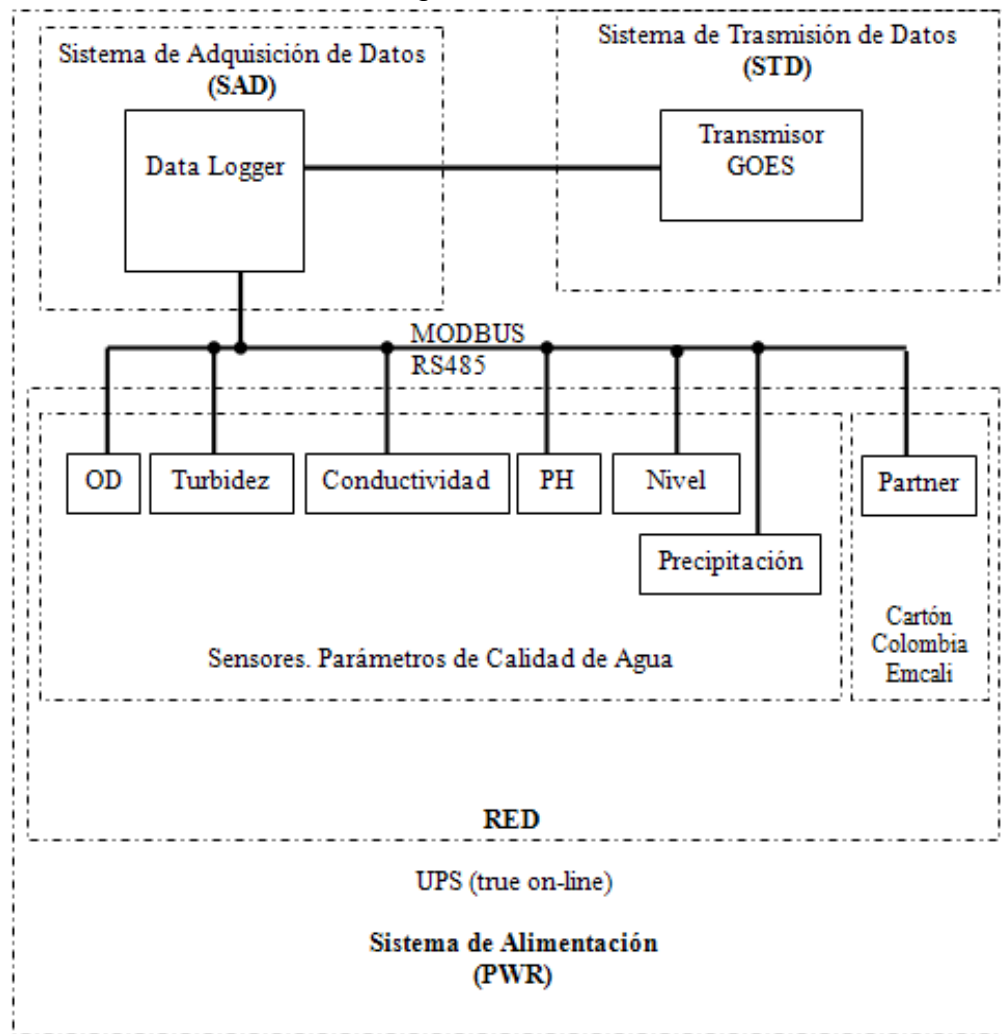 Sistema de Adquisición de Datos
(SAD)
Data Logger
Sistema de Trasmisión de Datos
(STD)
Transmisor
GOES
MODBUS
RS485
OD
Turbidez
Conductividad
PH
Nivel
Partner
Precipitación
Sensores. Parámetros de Calidad de Agua
Cartón
Colombia
Emcali
RED
UPS (true on-line)
Sistema de Alimentación
(PWR)